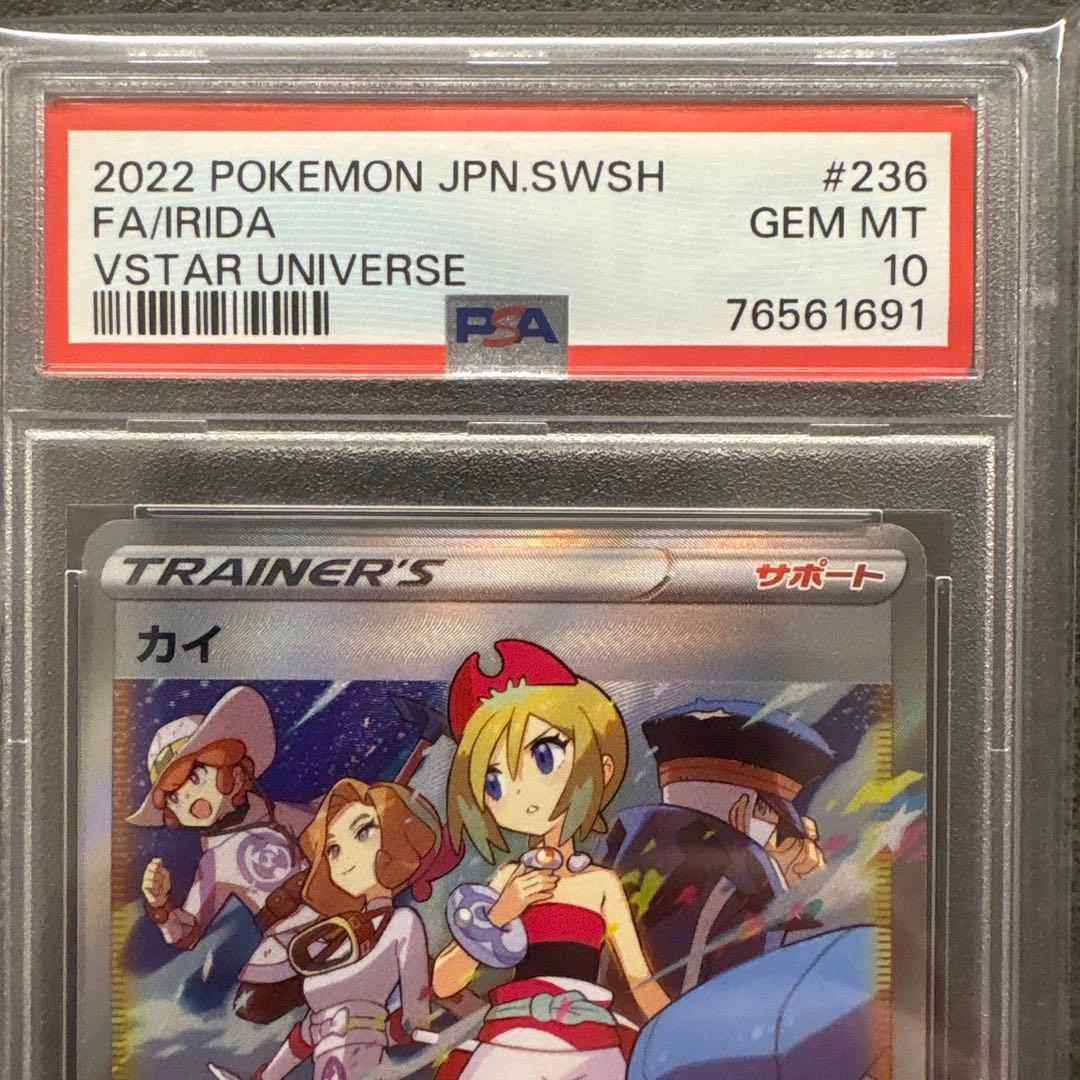 2022 POKEMON JPN.SWSH #236
FA/IRIDA GEM MT
VSTAR UNIVERSE 10
PSA 76561691
TRAINER'S サポート
カイ